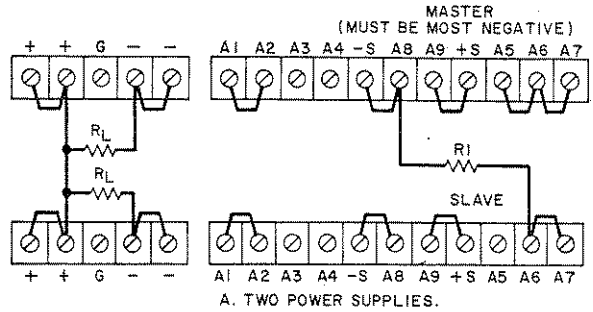 MASTER
(MUST BE MOST NEGATIVE)
+ + G - - A1 A2 A3 A4 -S A8 A9 +S A5 A6 A7
RL
R1
RL
SLAVE
+ + G - - A1 A2 A3 A4 -S A8 A9 +S A5 A6 A7
A. TWO POWER SUPPLIES.